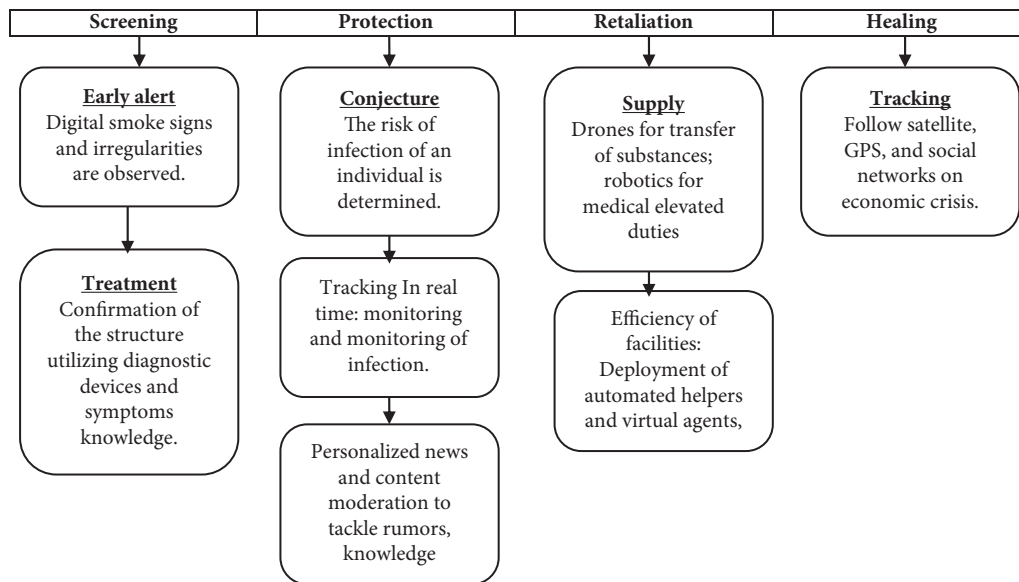 Screening
Protection
Retaliation
Healing
Early alert
Digital smoke signs
and irregularities
are observed.
Treatment
Confirmation of
the structure
utilizing diagnostic
devices and
symptoms
knowledge.
Conjecture
The risk of
infection of an
individual is
determined.
Tracking In real
time: monitoring
and monitoring of
infection.
Personalized news
and content
moderation to
tackle rumors,
knowledge
Supply
Drones for transfer
of substances;
robotics for
medical elevated
duties
Efficiency of
facilities:
Deployment of
automated helpers
and virtual agents,
Tracking
Follow satellite,
GPS, and social
networks on
economic crisis.